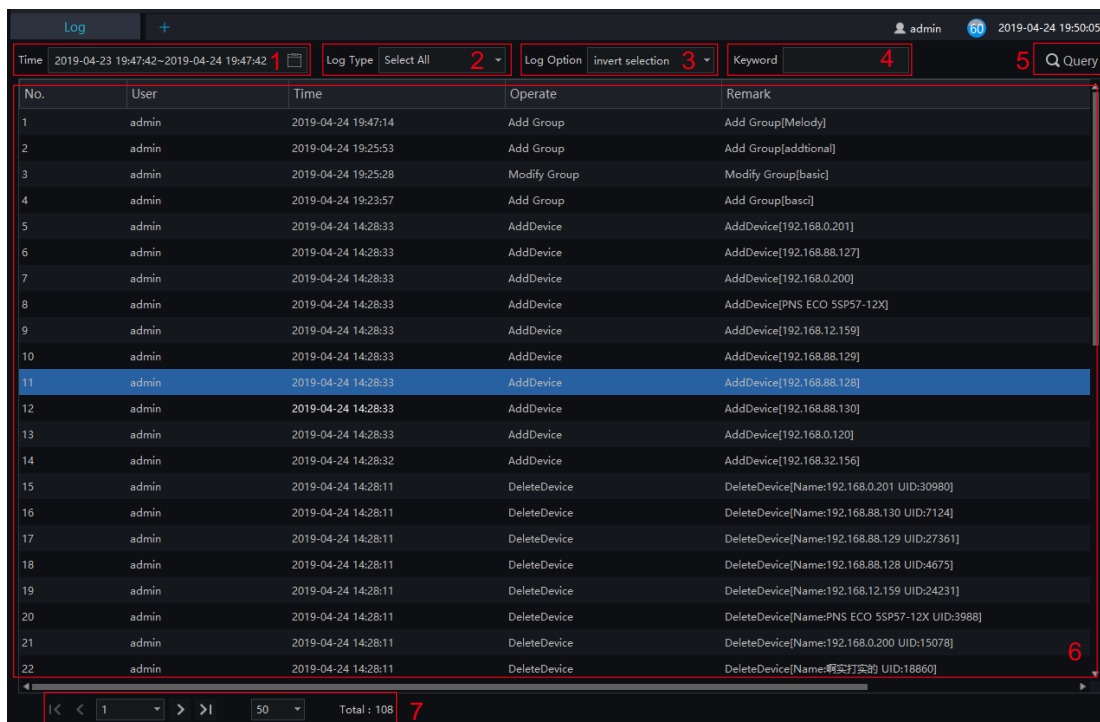 Log + admin 60 2019-04-24 19:50:05
Time 2019-04-23 19:47:42~2019-04-24 19:47:42 1 Log Type Select All 2 Log Option invert selection 3 Keyword 4 5 Query
No. User Time Operate Remark
1 admin 2019-04-24 19:47:14 Add Group Add Group[Melody]
2 admin 2019-04-24 19:25:53 Add Group Add Group[addtional]
3 admin 2019-04-24 19:25:28 Modify Group Modify Group[basic]
4 admin 2019-04-24 19:23:57 Add Group Add Group[basci]
5 admin 2019-04-24 14:28:33 AddDevice AddDevice[192.168.0.201]
6 admin 2019-04-24 14:28:33 AddDevice AddDevice[192.168.88.127]
7 admin 2019-04-24 14:28:33 AddDevice AddDevice[192.168.0.200]
8 admin 2019-04-24 14:28:33 AddDevice AddDevice[PNS ECO 5SP57-12X]
9 admin 2019-04-24 14:28:33 AddDevice AddDevice[192.168.12.159]
10 admin 2019-04-24 14:28:33 AddDevice AddDevice[192.168.88.129]
11 admin 2019-04-24 14:28:33 AddDevice AddDevice[192.168.88.128]
12 admin 2019-04-24 14:28:33 AddDevice AddDevice[192.168.88.130]
13 admin 2019-04-24 14:28:33 AddDevice AddDevice[192.168.0.120]
14 admin 2019-04-24 14:28:32 AddDevice AddDevice[192.168.32.156]
15 admin 2019-04-24 14:28:11 DeleteDevice DeleteDevice[Name:192.168.0.201 UID:30980]
16 admin 2019-04-24 14:28:11 DeleteDevice DeleteDevice[Name:192.168.88.130 UID:7124]
17 admin 2019-04-24 14:28:11 DeleteDevice DeleteDevice[Name:192.168.88.129 UID:27361]
18 admin 2019-04-24 14:28:11 DeleteDevice DeleteDevice[Name:192.168.88.128 UID:4675]
19 admin 2019-04-24 14:28:11 DeleteDevice DeleteDevice[Name:192.168.12.159 UID:24231]
20 admin 2019-04-24 14:28:11 DeleteDevice DeleteDevice[Name:PNS ECO 5SP57-12X UID:3988]
21 admin 2019-04-24 14:28:11 DeleteDevice DeleteDevice[Name:192.168.0.200 UID:15078]
22 admin 2019-04-24 14:28:11 DeleteDevice DeleteDevice[Name:啊实打实的 UID:18860]
6
1 50 Total : 108 7